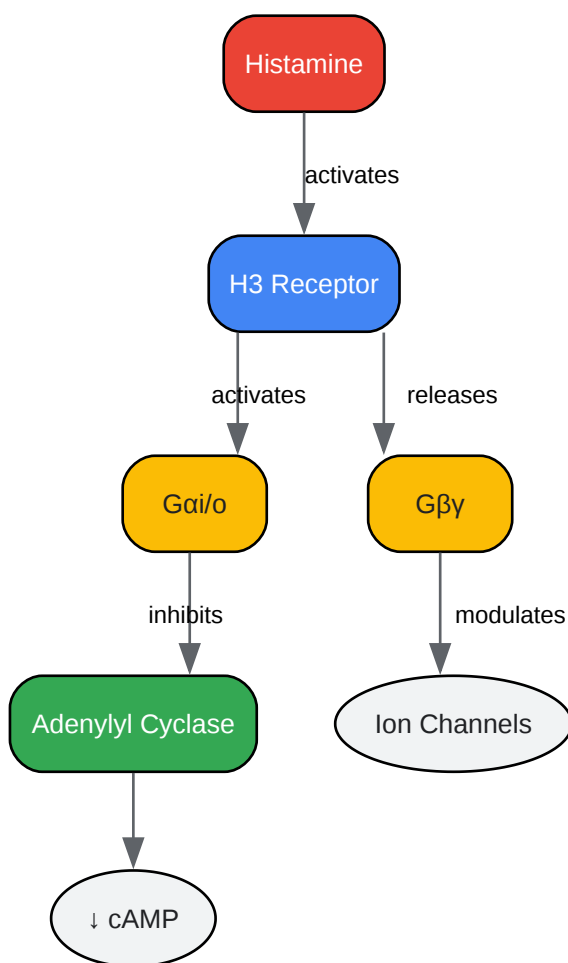 Histamine
activates
H3 Receptor
activates
releases
Gαi/o
Gβγ
inhibits
modulates
Adenylyl Cyclase
Ion Channels
↓ cAMP